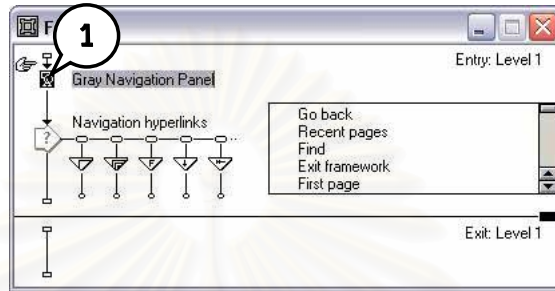 F
1
Entry: Level 1
Gray Navigation Panel
Navigation hyperlinks
?
F
Go back
Recent pages
Find
Exit framework
First page
Exit: Level 1